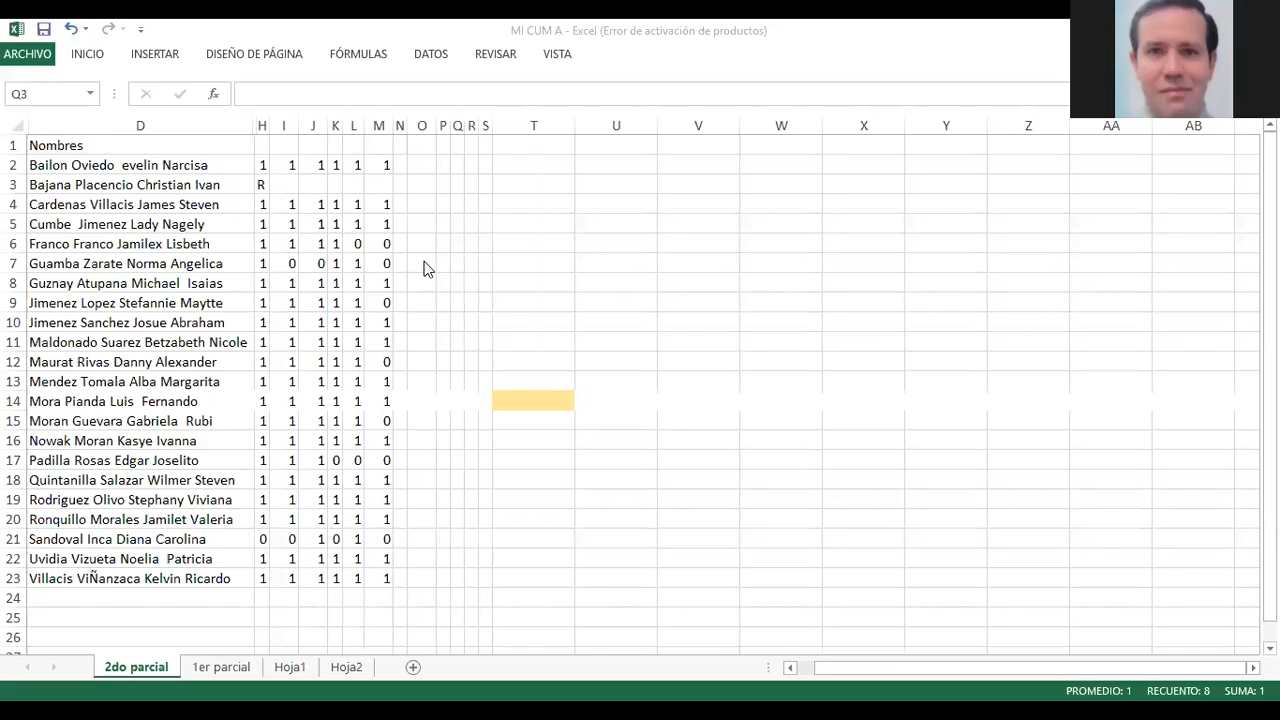 MI CUM A - Excel (Error de activación de productos)
ARCHIVO INICIO INSERTAR DISEÑO DE PÁGINA FÓRMULAS DATOS REVISAR VISTA
Q3 fx
D H I J K L M N O P Q R S T U V W X Y Z AA AB
1 Nombres
2 Bailon Oviedo  evelin Narcisa 1 1 1 1 1 1
3 Bajana Placencio Christian Ivan R
4 Cardenas Villacis James Steven 1 1 1 1 1 1
5 Cumbe  Jimenez Lady Nagely 1 1 1 1 1 1
6 Franco Franco Jamilex Lisbeth 1 1 1 1 0 0
7 Guamba Zarate Norma Angelica 1 0 0 1 1 0
8 Guznay Atupana Michael  Isaias 1 1 1 1 1 1
9 Jimenez Lopez Stefannie Maytte 1 1 1 1 1 0
10 Jimenez Sanchez Josue Abraham 1 1 1 1 1 1
11 Maldonado Suarez Betzabeth Nicole 1 1 1 1 1 1
12 Maurat Rivas Danny Alexander 1 1 1 1 1 0
13 Mendez Tomala Alba Margarita 1 1 1 1 1 1
14 Mora Pianda Luis  Fernando 1 1 1 1 1 1
15 Moran Guevara Gabriela  Rubi 1 1 1 1 1 0
16 Nowak Moran Kasye Ivanna 1 1 1 1 1 1
17 Padilla Rosas Edgar Joselito 1 1 1 0 0 0
18 Quintanilla Salazar Wilmer Steven 1 1 1 1 1 1
19 Rodriguez Olivo Stephany Viviana 1 1 1 1 1 1
20 Ronquillo Morales Jamilet Valeria 1 1 1 1 1 1
21 Sandoval Inca Diana Carolina 0 0 1 0 1 0
22 Uvidia Vizueta Noelia  Patricia 1 1 1 1 1 1
23 Villacis ViÑanzaca Kelvin Ricardo 1 1 1 1 1 1
24
25
26
2do parcial 1er parcial Hoja1 Hoja2
PROMEDIO: 1 RECUENTO: 8 SUMA: 1